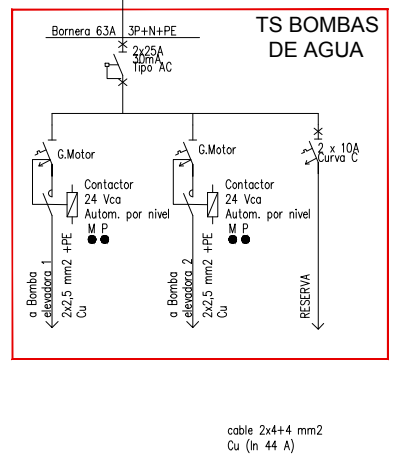 TS BOMBAS
DE AGUA
Bornera 63A 3P+N+PE
2x25A
30mA
Tipo AC
G.Motor
Contactor
24 Vca
Autom. por nivel
M P
a Bomba
elevadora 1
2x2,5 mm2 +PE
Cu
G.Motor
Contactor
24 Vca
Autom. por nivel
M P
a Bomba
elevadora 2
2x2,5 mm2 +PE
Cu
2 x 10A
Curva C
RESERVA
cable 2x4+4 mm2
Cu (In 44 A)